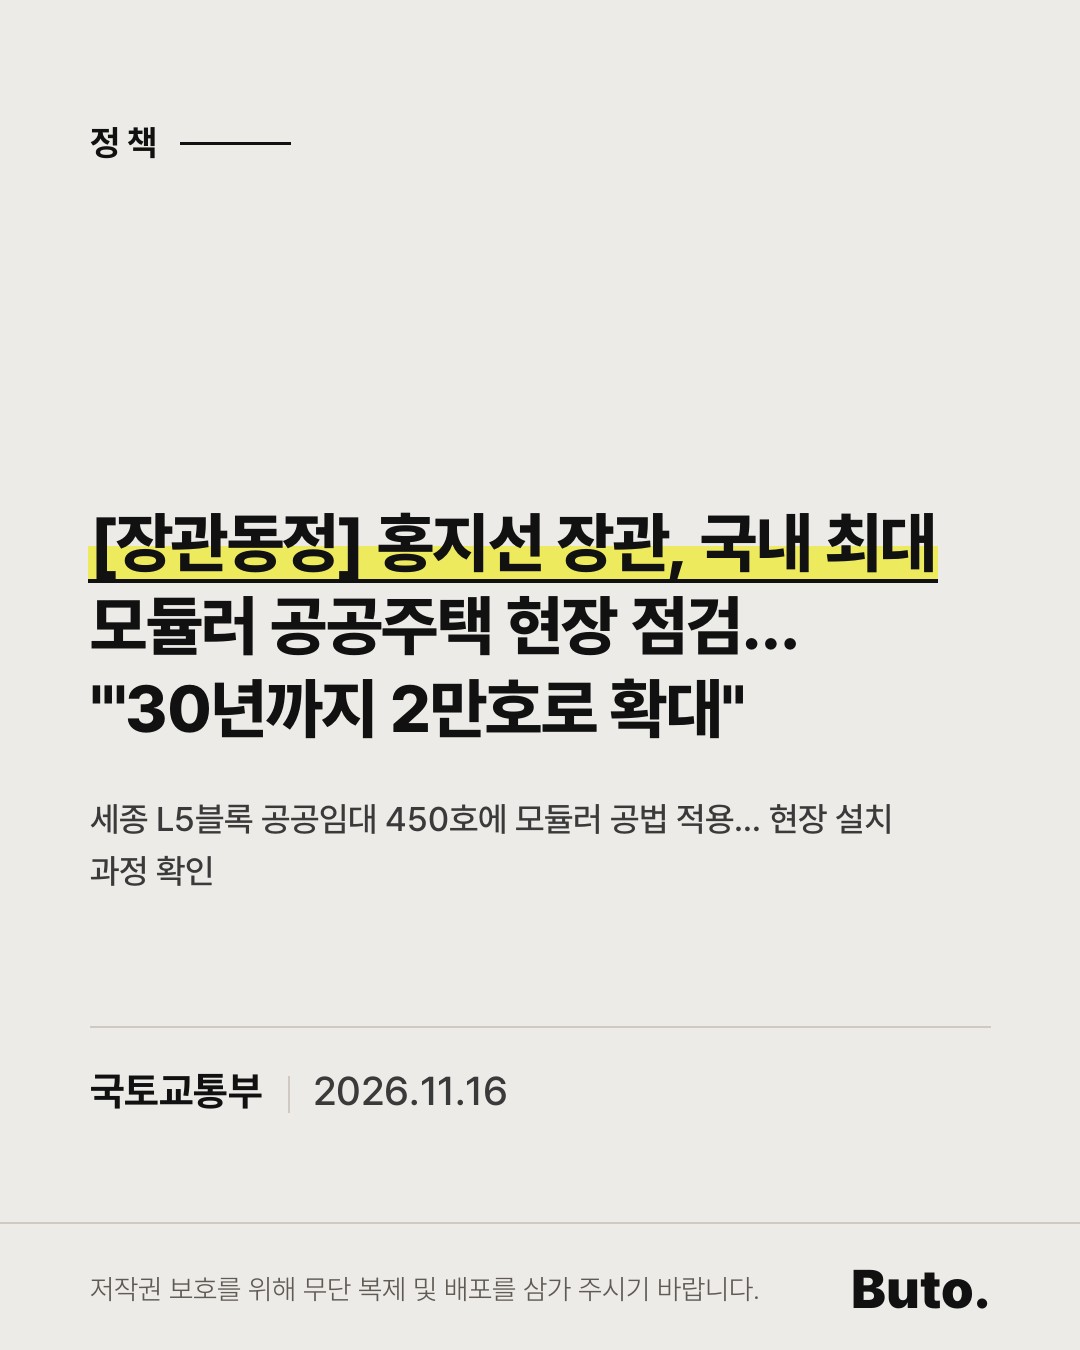 정책
[장관동정] 홍지선 장관, 국내 최대
모듈러 공공주택 현장 점검...
"'30년까지 2만호로 확대"
세종 L5블록 공공임대 450호에 모듈러 공법 적용... 현장 설치
과정 확인
국토교통부 2026.11.16
저작권 보호를 위해 무단 복제 및 배포를 삼가 주시기 바랍니다.
Buto.